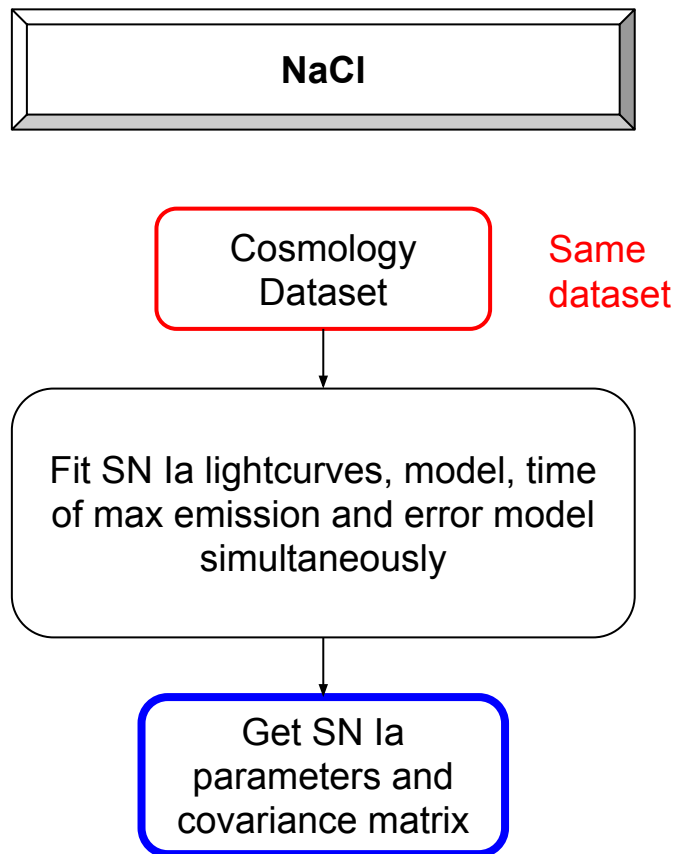 NaCl
Cosmology
Dataset
Same
dataset
Fit SN Ia lightcurves, model, time
of max emission and error model
simultaneously
Get SN Ia
parameters and
covariance matrix